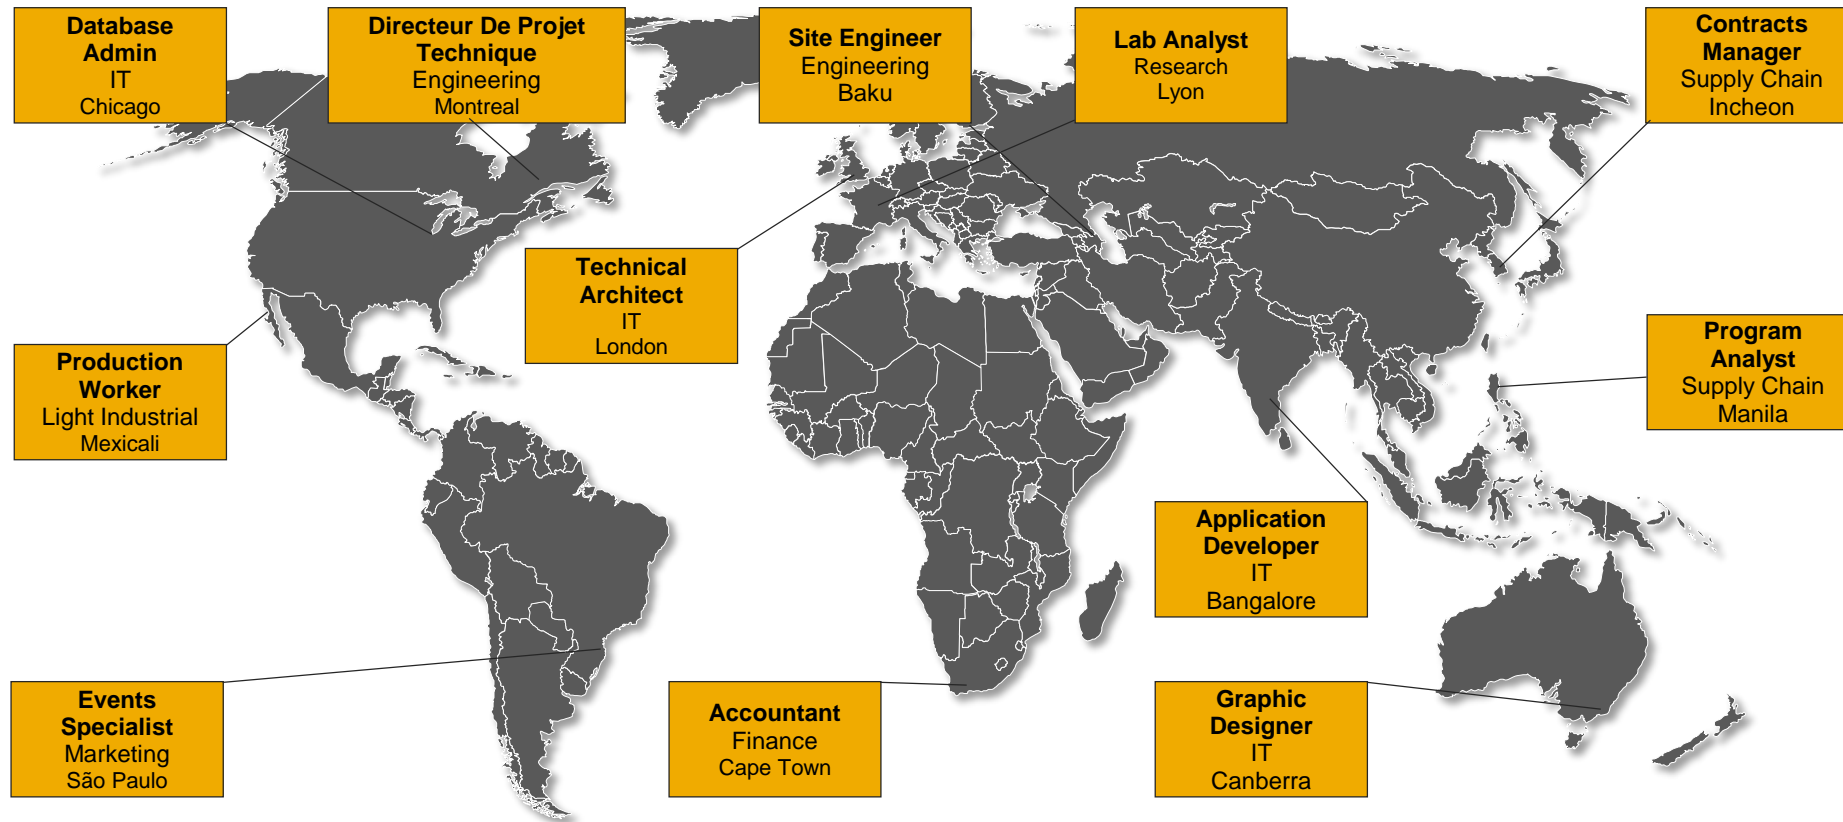 Database
Admin
IT
Chicago
Directeur De Projet
Technique
Engineering
Montreal
Site Engineer
Engineering
Baku
Lab Analyst
Research
Lyon
Contracts
Manager
Supply Chain
Incheon
Technical
Architect
IT
London
Production
Worker
Light Industrial
Mexicali
Program
Analyst
Supply Chain
Manila
Application
Developer
IT
Bangalore
Events
Specialist
Marketing
São Paulo
Accountant
Finance
Cape Town
Graphic
Designer
IT
Canberra